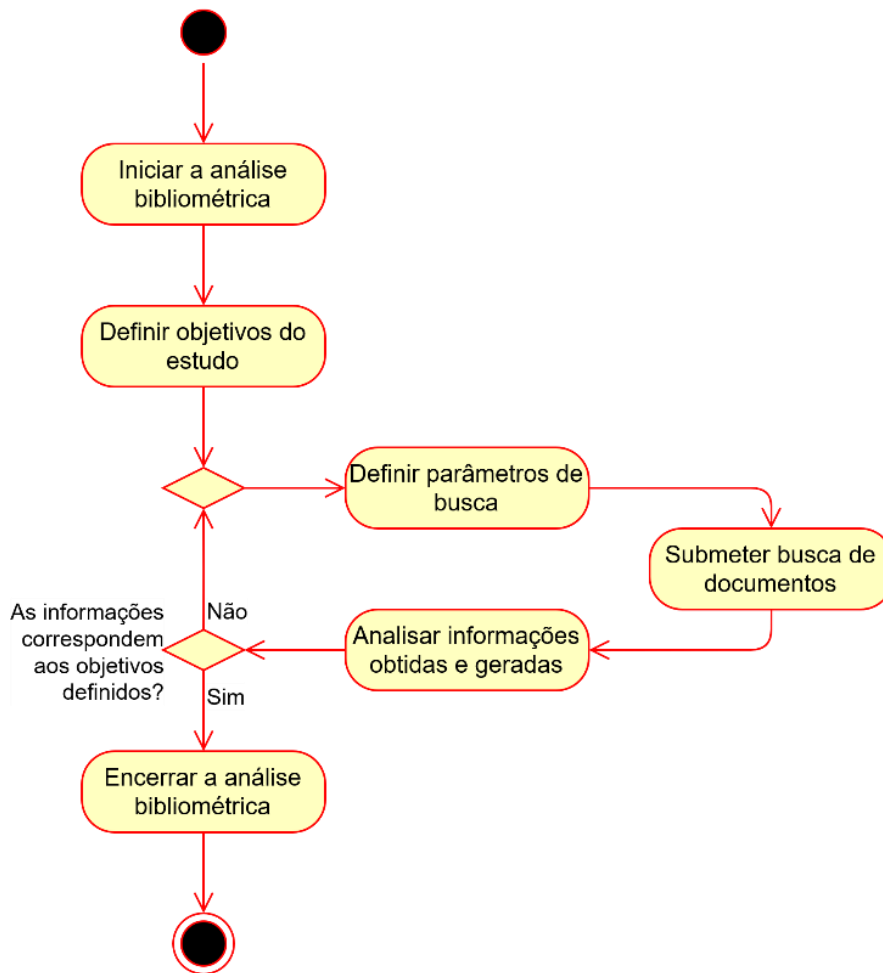 Iniciar a análise
bibliométrica
Definir objetivos do
estudo
Definir parâmetros de
busca
Submeter busca de
documentos
Analisar informações
obtidas e geradas
As informações
correspondem
aos objetivos
definidos?
Não
Sim
Encerrar a análise
bibliométrica